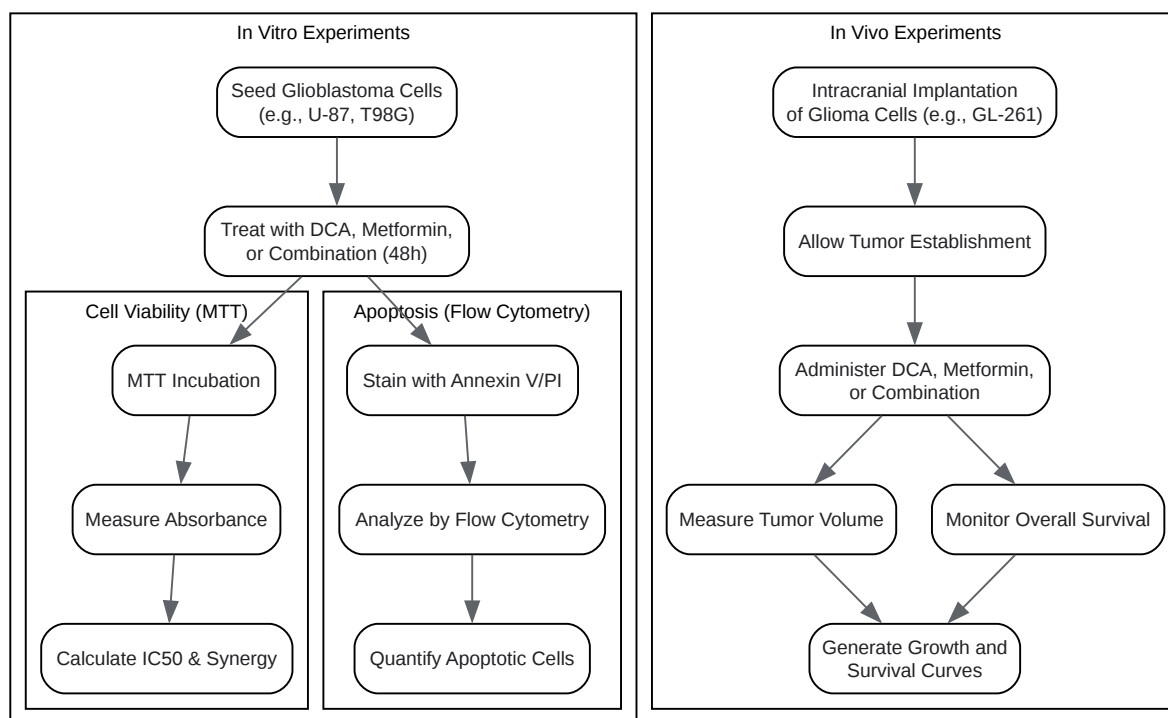 In Vitro Experiments
Seed Glioblastoma Cells
(e.g., U-87, T98G)
Treat with DCA, Metformin,
or Combination (48h)
Cell Viability (MTT)
MTT Incubation
Measure Absorbance
Calculate IC50 & Synergy
Apoptosis (Flow Cytometry)
Stain with Annexin V/PI
Analyze by Flow Cytometry
Quantify Apoptotic Cells
In Vivo Experiments
Intracranial Implantation
of Glioma Cells (e.g., GL-261)
Allow Tumor Establishment
Administer DCA, Metformin,
or Combination
Measure Tumor Volume
Monitor Overall Survival
Generate Growth and
Survival Curves